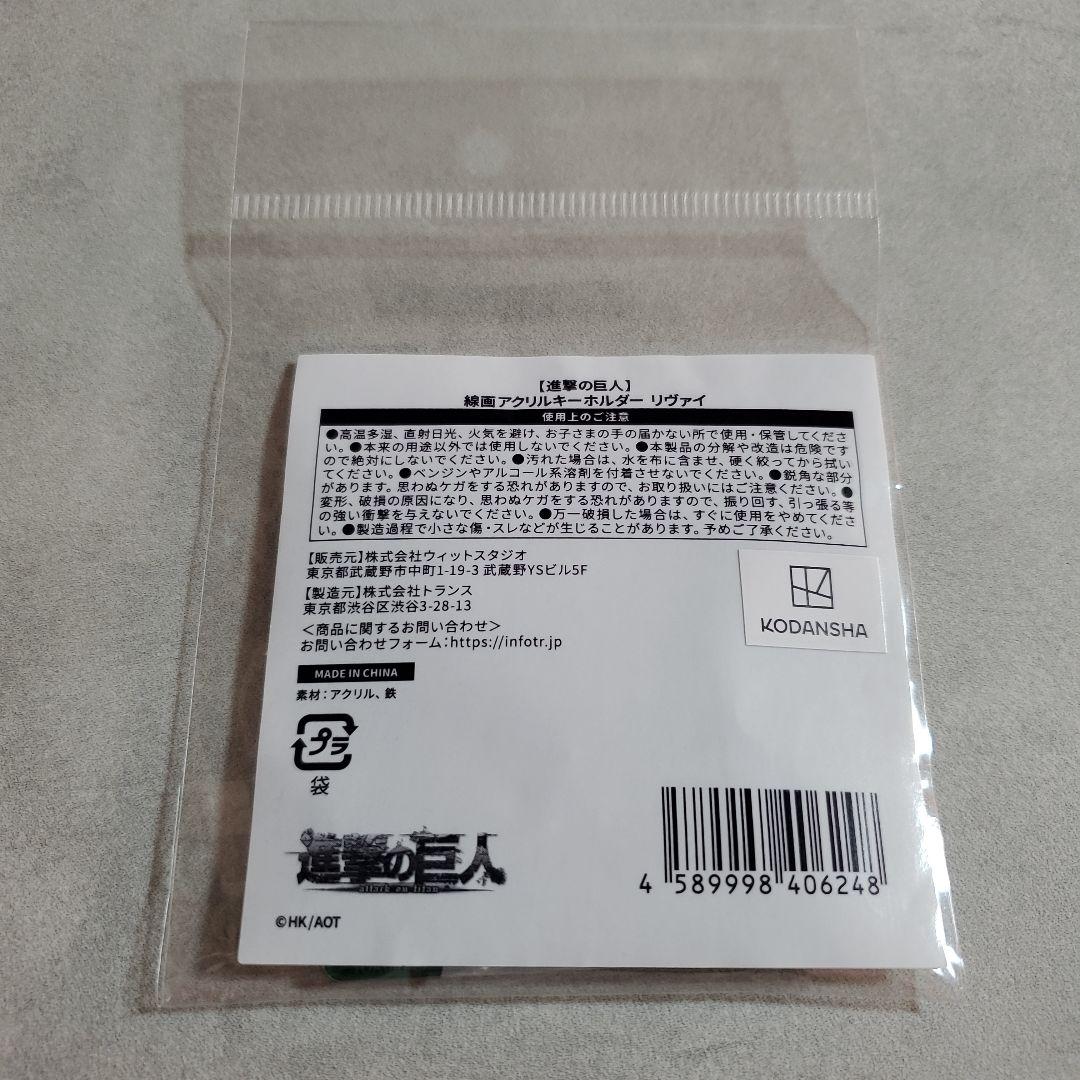 【進撃の巨人】
線画アクリルキーホルダー リヴァイ
使用上のご注意
●高温多湿、直射日光、火気を避け、お子さまの手の届かない所で使用・保管してくださ
い。●本来の用途以外では使用しないでください。●本製品の分解や改造は危険です
ので絶対にしないでください。●汚れた場合は、水を布に含ませ、硬く絞ってから拭い
てください。●ベンジンやアルコール系溶剤を付着させないでください。●鋭角な部分
があります。思わぬケガをする恐れがありますので、お取り扱いにはご注意ください。●
変形、破損の原因になり、思わぬケガをする恐れがありますので、振り回す、引っ張る等
の強い衝撃を与えないでください。●万一破損した場合は、すぐに使用をやめてくださ
い。●製造過程で小さな傷・スレなどが生じることがあります。予めご了承ください。
【販売元】株式会社ウィットスタジオ
東京都武蔵野市中町1-19-3 武蔵野YSビル5F
【製造元】株式会社トランス
東京都渋谷区渋谷3-28-13
＜商品に関するお問い合わせ＞
お問い合わせフォーム：https://infotr.jp
KODANSHA
MADE IN CHINA
素材：アクリル、鉄
プラ
袋
進撃の巨人
attack on titan
4 589998 406248
©HK/AOT